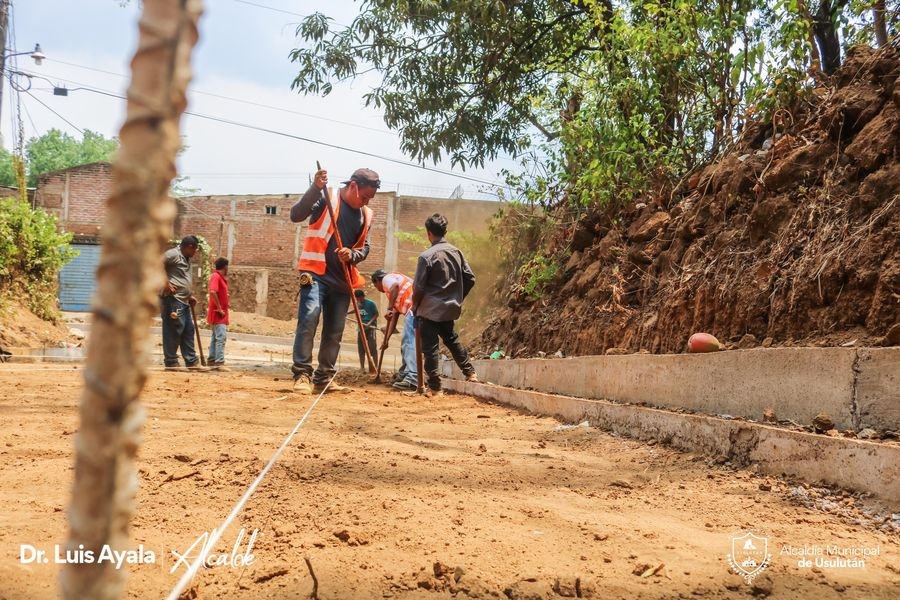 Dr. Luis Ayala | Alcalde
Alcaldía Municipal
de Usulután